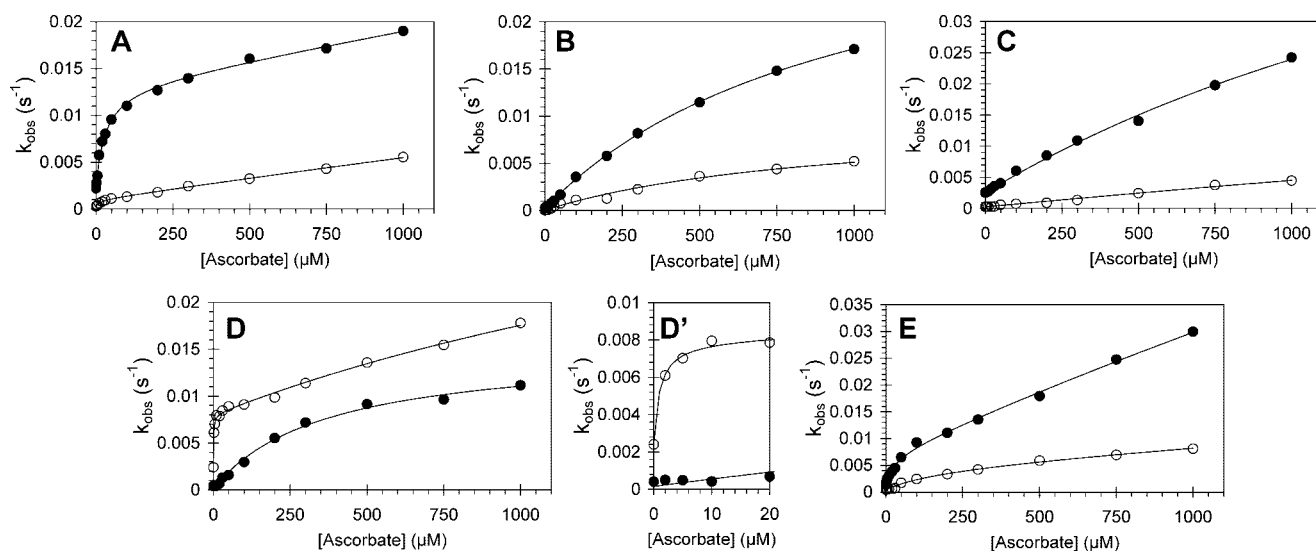 A
k_obs (s⁻¹)
0.02
0.015
0.01
0.005
0
0 250 500 750 1000
[Ascorbate] (µM)
B
k_obs (s⁻¹)
0.02
0.015
0.01
0.005
0
0 250 500 750 1000
[Ascorbate] (µM)
C
k_obs (s⁻¹)
0.03
0.025
0.02
0.015
0.01
0.005
0
0 250 500 750 1000
[Ascorbate] (µM)
D
k_obs (s⁻¹)
0.02
0.015
0.01
0.005
0
0 250 500 750 1000
[Ascorbate] (µM)
D'
k_obs (s⁻¹)
0.01
0.008
0.006
0.004
0.002
0
0 10 20
[Ascorbate] (µM)
E
k_obs (s⁻¹)
0.035
0.03
0.025
0.02
0.015
0.01
0.005
0.000
0 250 500 750 1000
[Ascorbate] (µM)